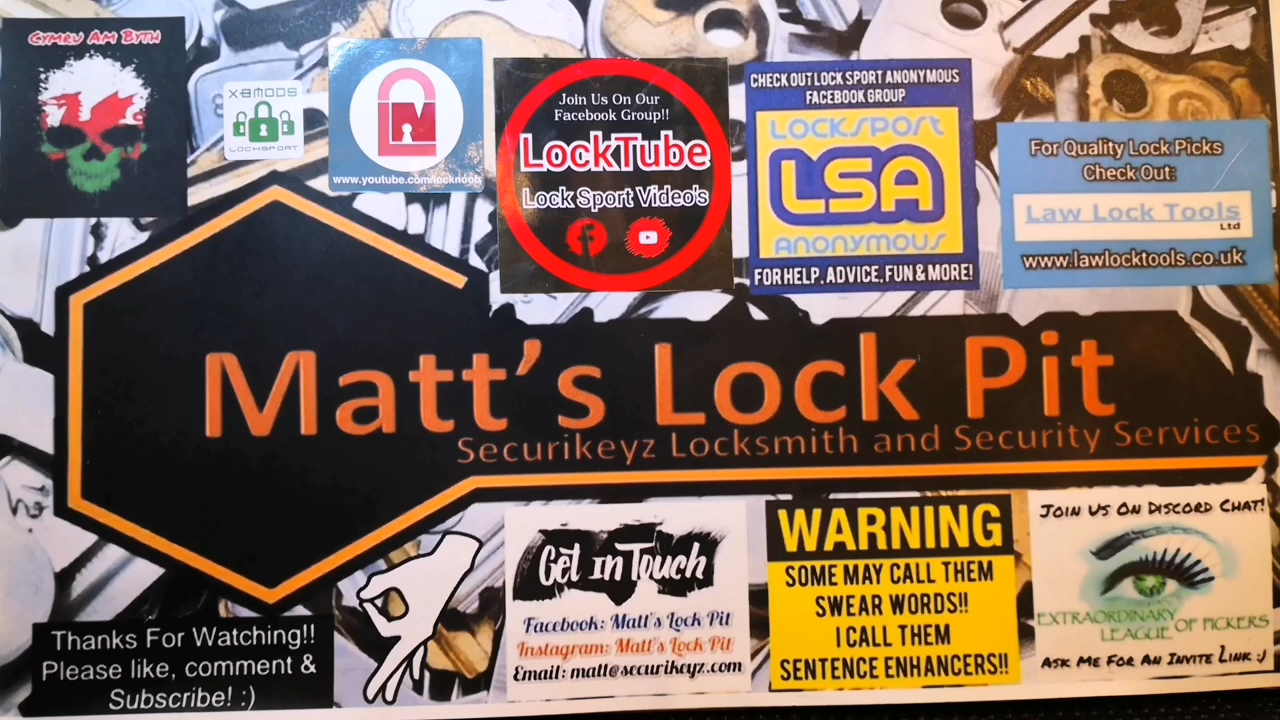 Cymru Am Byth
XBMODS
LOCKSPORT
www.youtube.com/locknoob
Join Us On Our
Facebook Group!!
LockTube
Lock Sport Video's
CHECK OUT LOCK SPORT ANONYMOUS
FACEBOOK GROUP
LOCKSPORT
LSA
ANONYMOUS
FOR HELP, ADVICE, FUN & MORE!
For Quality Lock Picks
Check Out:
Law Lock Tools
Ltd
www.lawlocktools.co.uk
Matt's Lock Pit
Securikeyz Locksmith and Security Services
Thanks For Watching!!
Please like, comment &
Subscribe! :)
Get In Touch
Facebook: Matt's Lock Pit
Instagram: Matt's Lock Pit
Email: matt@securikeyz.com
WARNING
SOME MAY CALL THEM
SWEAR WORDS!!
I CALL THEM
SENTENCE ENHANCERS!!
Join Us On Discord Chat!
EXTRAORDINARY
LEAGUE OF PICKERS
Ask Me For An Invite Link :)